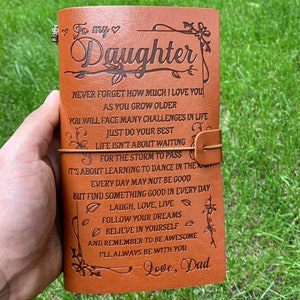 To my
Daughter
NEVER FORGET HOW MUCH I LOVE YOU
AS YOU GROW OLDER
YOU WILL FACE MANY CHALLENGES IN LIFE
JUST DO YOUR BEST
LIFE ISN'T ABOUT WAITING
FOR THE STORM TO PASS
IT'S ABOUT LEARNING TO DANCE IN THE
EVERY DAY MAY NOT BE GOOD
BUT FIND SOMETHING GOOD IN EVERY DAY
LAUGH, LOVE, LIVE
FOLLOW YOUR DREAMS
BELIEVE IN YOURSELF
AND REMEMBER TO BE AWESOME
I'LL ALWAYS BE WITH YOU
Love, Dad